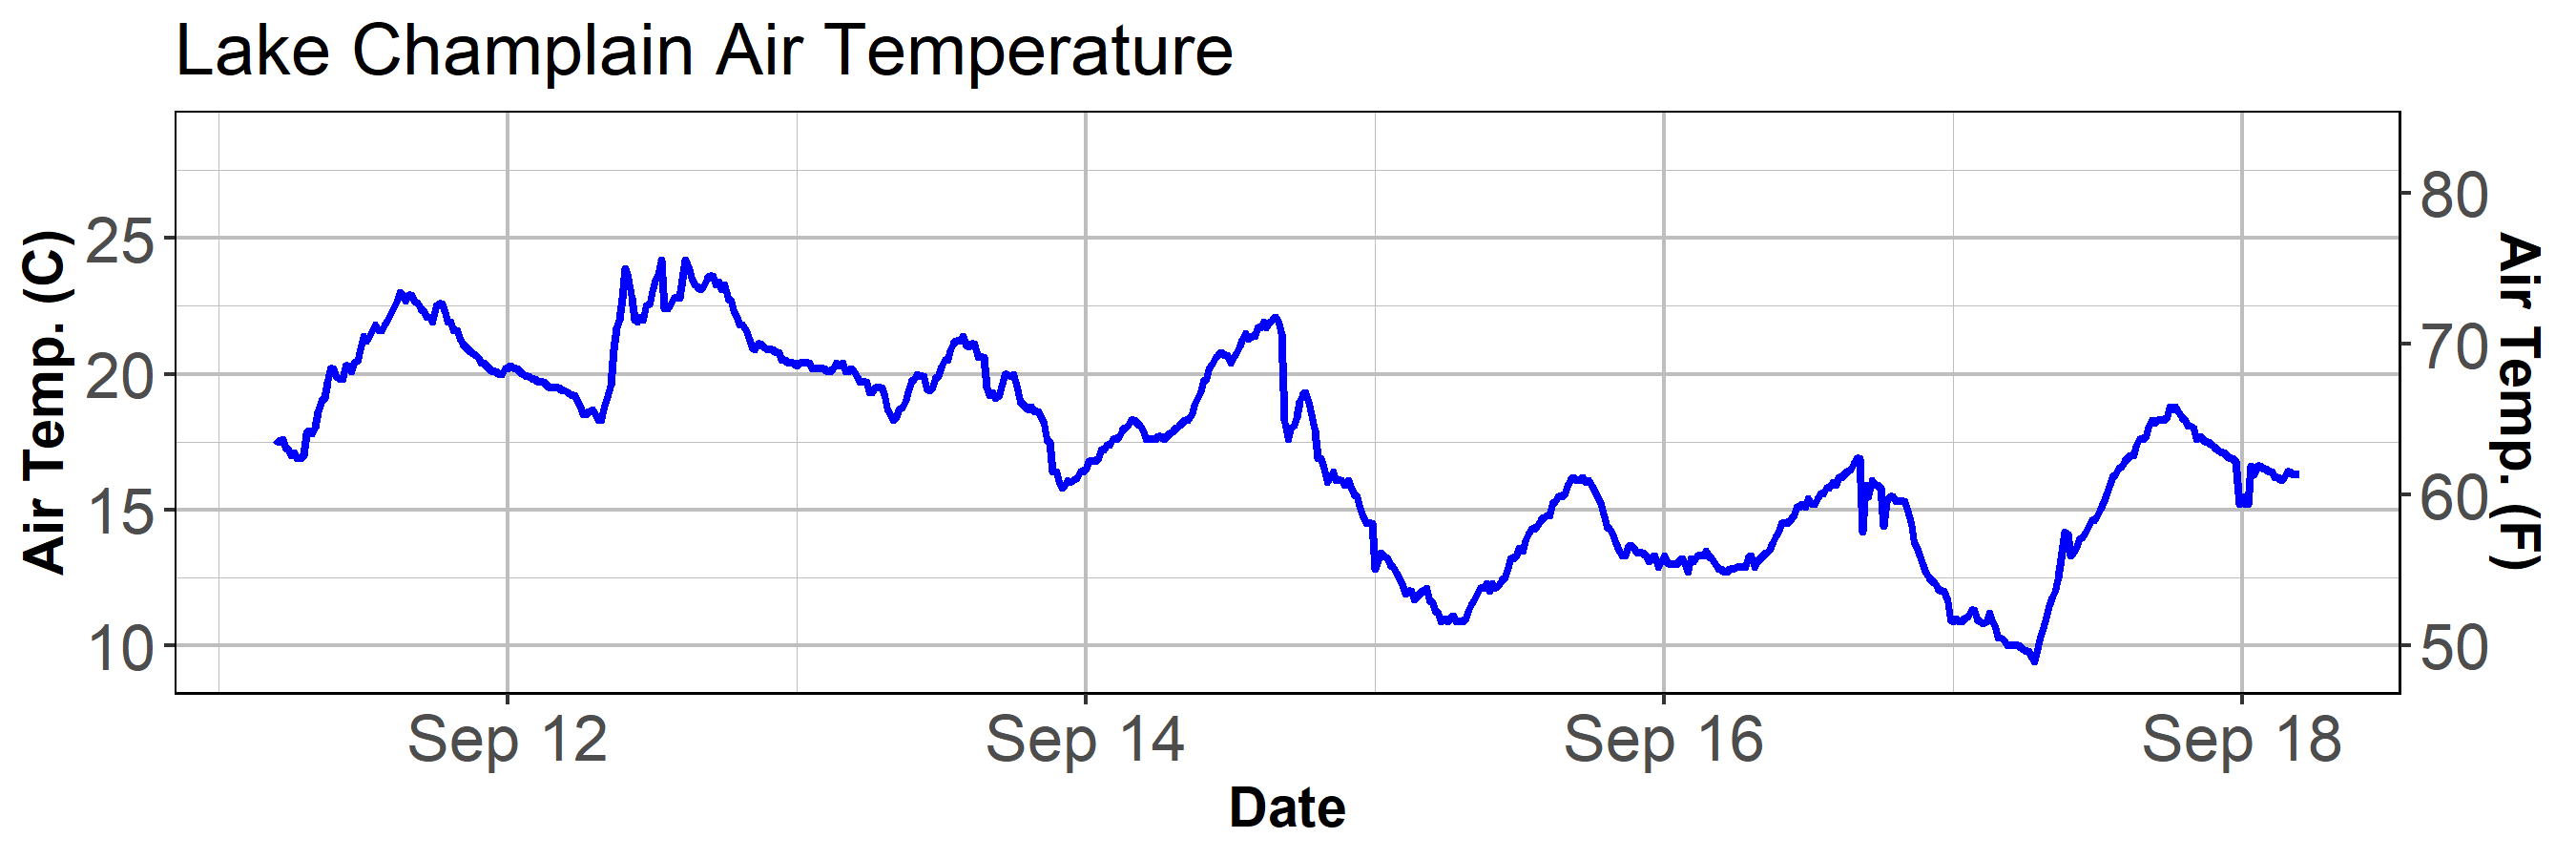 Lake Champlain Air Temperature
Air Temp. (C)
25
20
15
10
80
70
60
50
Air Temp. (F)
Sep 12
Sep 14
Sep 16
Sep 18
Date